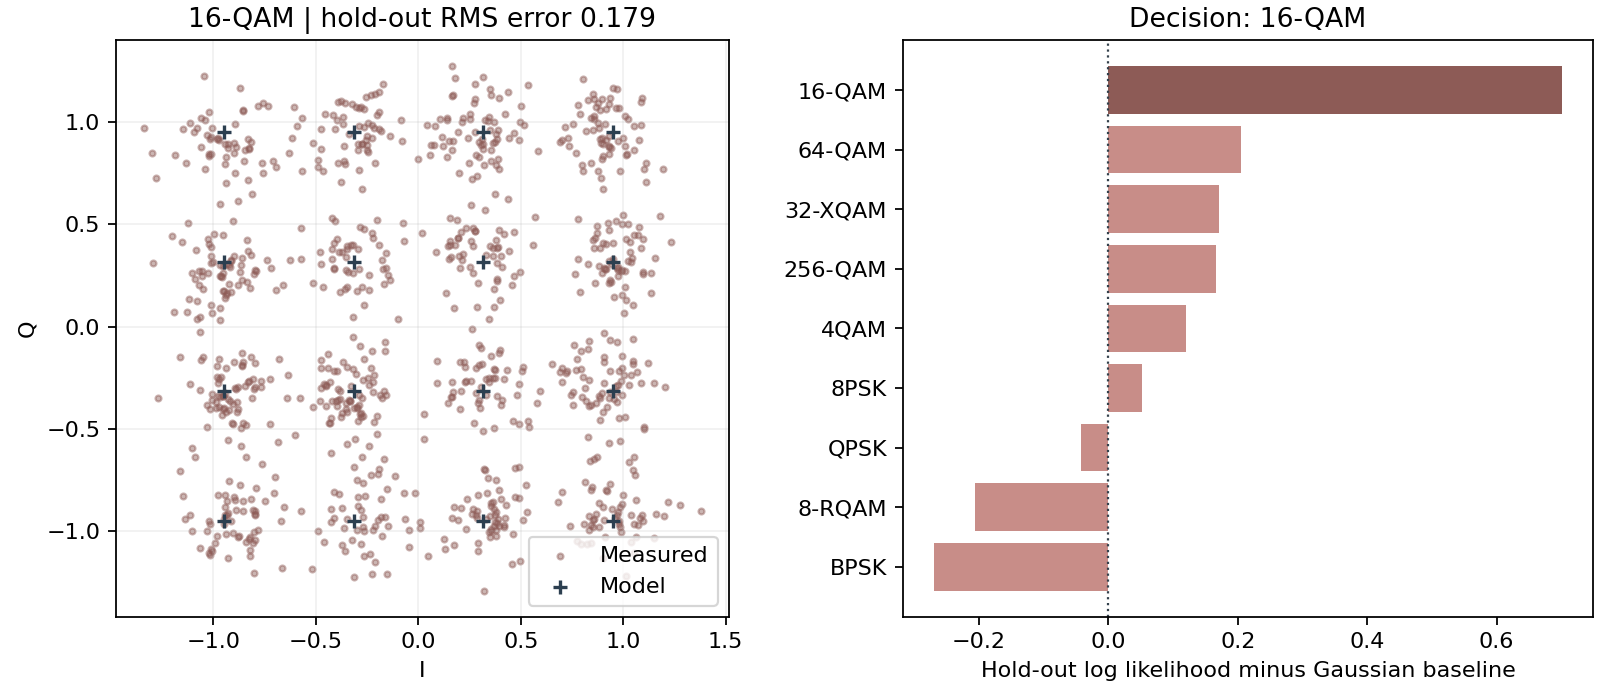 16-QAM | hold-out RMS error 0.179
1.0
0.5
0.0
−0.5
−1.0
Q
−1.0
−0.5
0.0
0.5
1.0
1.5
I
Measured
Model
Decision: 16-QAM
16-QAM
64-QAM
32-XQAM
256-QAM
4QAM
8PSK
QPSK
8-RQAM
BPSK
−0.2
0.0
0.2
0.4
0.6
Hold-out log likelihood minus Gaussian baseline